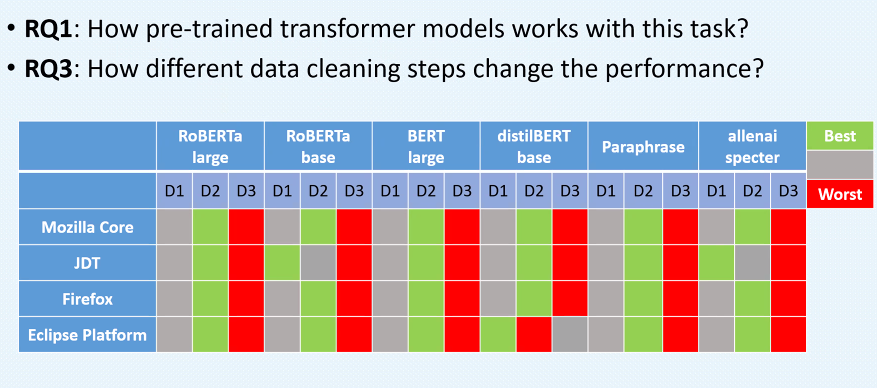 • RQ1: How pre-trained transformer models works with this task?
• RQ3: How different data cleaning steps change the performance?
RoBERTa large RoBERTa base BERT large distilBERT base Paraphrase allenai specter Best
D1 D2 D3 D1 D2 D3 D1 D2 D3 D1 D2 D3 D1 D2 D3 D1 D2 D3 Worst
Mozilla Core
JDT
Firefox
Eclipse Platform